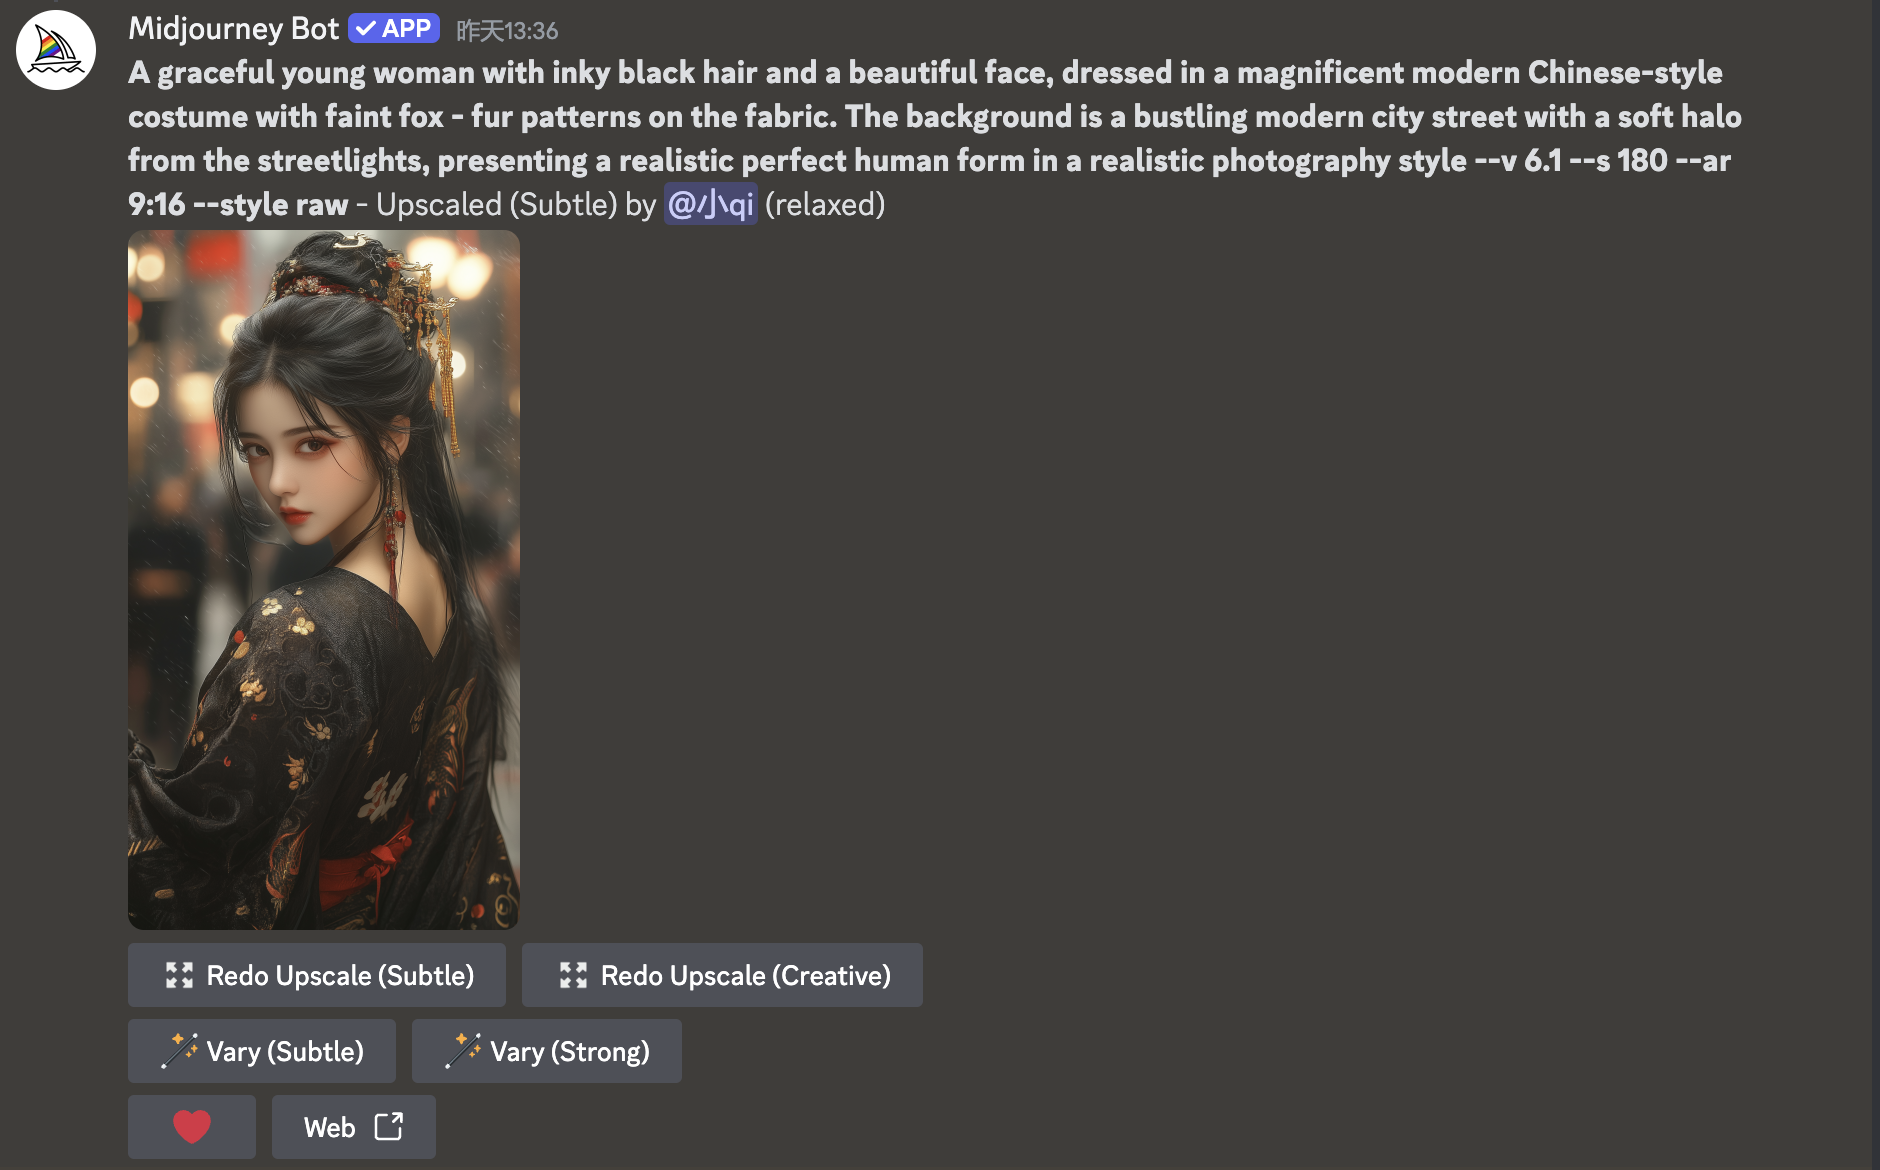 Midjourney Bot APP 昨天13:36
A graceful young woman with inky black hair and a beautiful face, dressed in a magnificent modern Chinese-style
costume with faint fox - fur patterns on the fabric. The background is a bustling modern city street with a soft halo
from the streetlights, presenting a realistic perfect human form in a realistic photography style --v 6.1 --s 180 --ar
9:16 --style raw - Upscaled (Subtle) by @小qi (relaxed)
Redo Upscale (Subtle) Redo Upscale (Creative)
Vary (Subtle) Vary (Strong)
Web